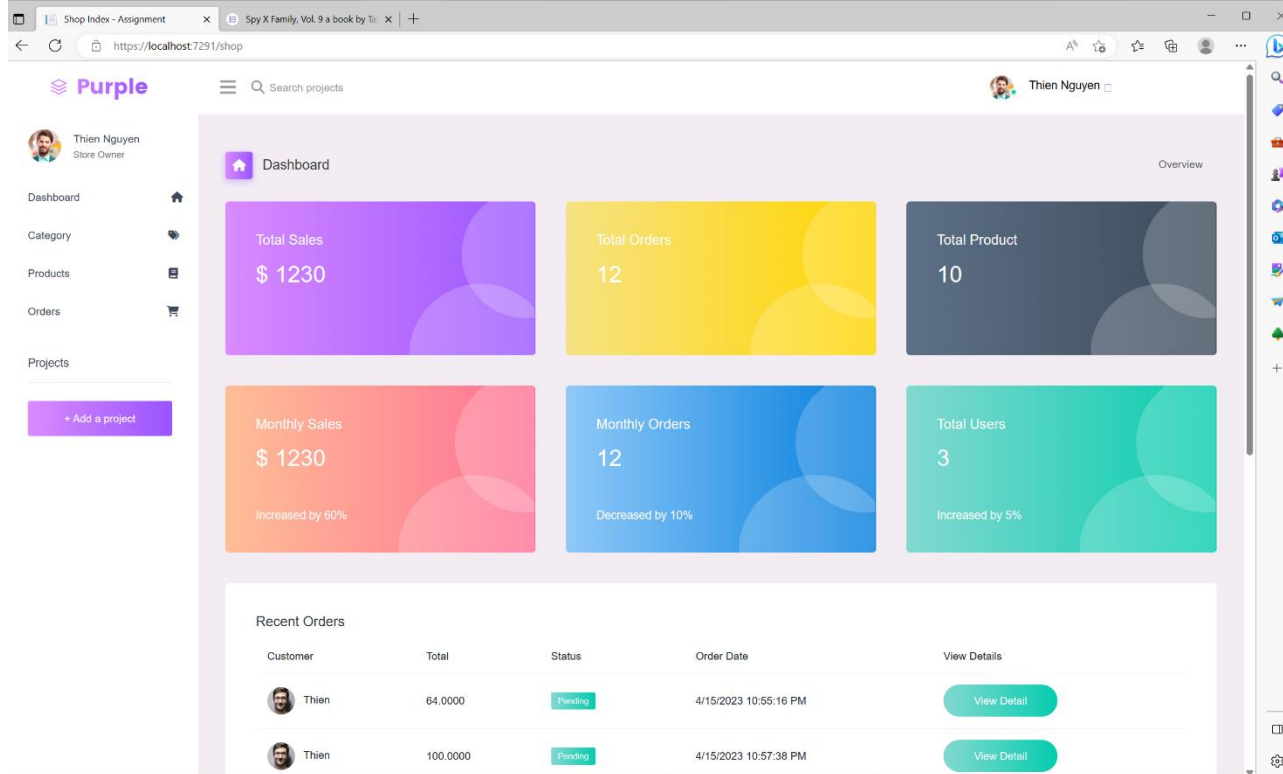 Shop Index - Assignment
Spy X Family, Vol. 9 a book by Ta
https://localhost:7291/shop
Purple
Search projects
Thien Nguyen
Thien Nguyen
Store Owner
Dashboard
Category
Products
Orders
Projects
+ Add a project
Dashboard
Overview
Total Sales
$ 1230
Total Orders
12
Total Product
10
Monthly Sales
$ 1230
Increased by 60%
Monthly Orders
12
Decreased by 10%
Total Users
3
Increased by 5%
Recent Orders
Customer Total Status Order Date View Details
Thien 64.0000 Pending 4/15/2023 10:55:16 PM View Detail
Thien 100.0000 Pending 4/15/2023 10:57:38 PM View Detail